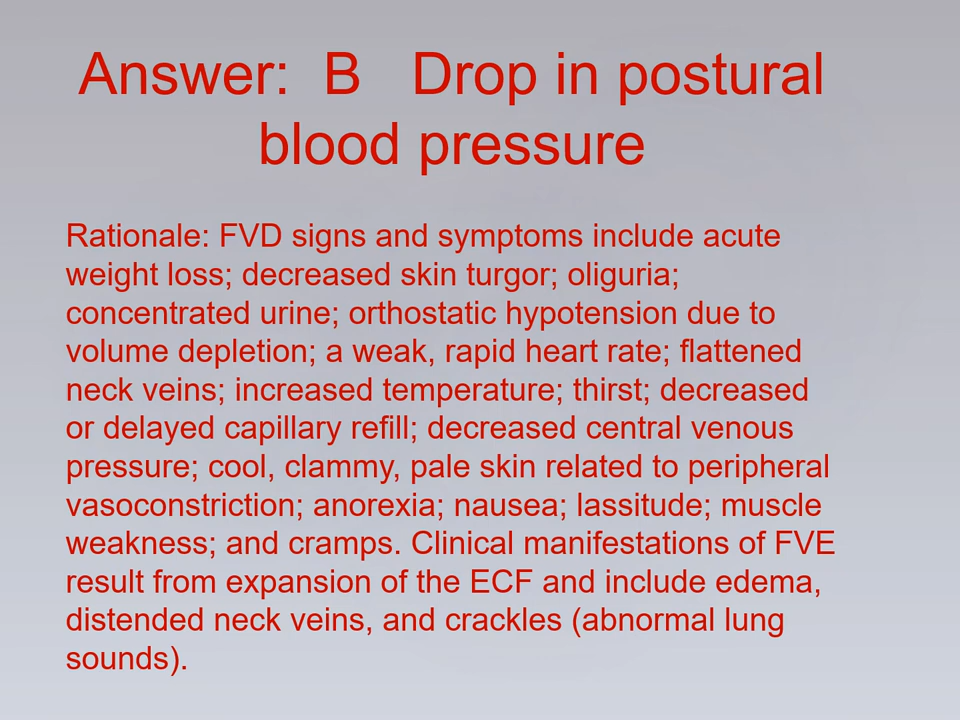 Answer:  B   Drop in postural
blood pressure
Rationale: FVD signs and symptoms include acute
weight loss; decreased skin turgor; oliguria;
concentrated urine; orthostatic hypotension due to
volume depletion; a weak, rapid heart rate; flattened
neck veins; increased temperature; thirst; decreased
or delayed capillary refill; decreased central venous
pressure; cool, clammy, pale skin related to peripheral
vasoconstriction; anorexia; nausea; lassitude; muscle
weakness; and cramps. Clinical manifestations of FVE
result from expansion of the ECF and include edema,
distended neck veins, and crackles (abnormal lung
sounds).